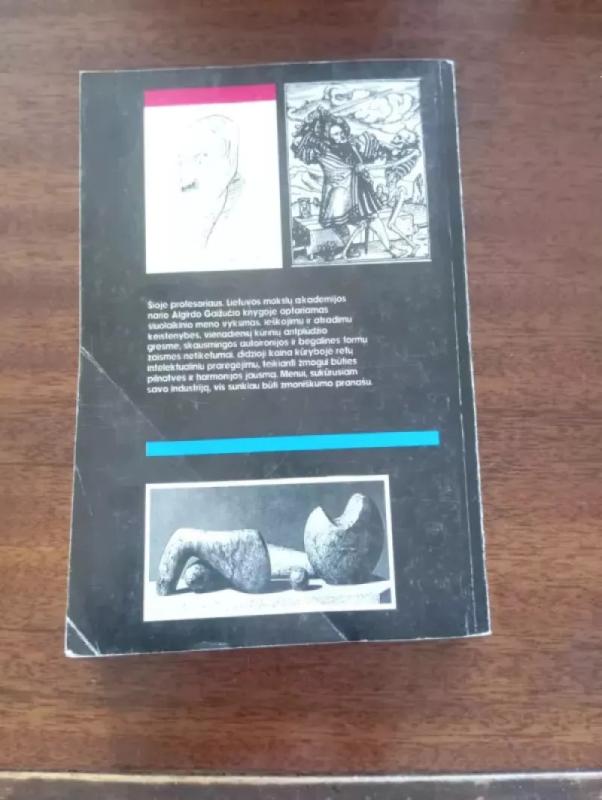 Šioje profesoriaus, Lietuvos mokslų akademijos
nario Algirdo Gaižučio knygoje aptariamas
šiuolaikinio meno vyksmas, ieškojimų ir atradimų
keistenybės, vienadienių kūrinių antplūdžio
grėsmė, skausmingos autoironijos ir begalinės formų
žaismės netikėtumai, didžioji kaina kūryboje retų
intelektualinių praregėjimų, teikianti žmogui būties
pilnatvės ir harmonijos jausmą. Menui, sukūrusiam
savo industriją, vis sunkiau būti žmoniškumo pranašu.